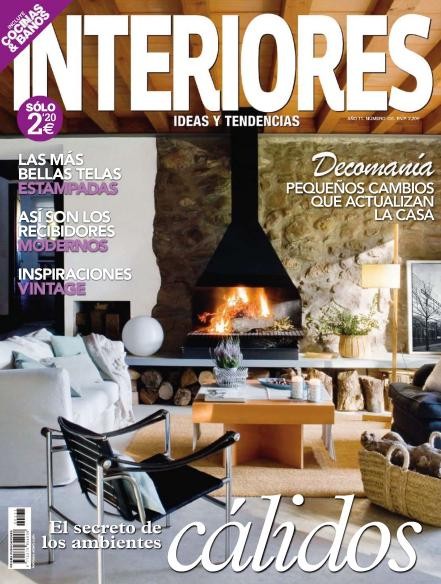 INCLUYE
COCINAS
& BAÑOS
INTERIORES
IDEAS Y TENDENCIAS
SÓLO
2'20
€
LAS MÁS
BELLAS TELAS
ESTAMPADAS
ASÍ SON LOS
RECIBIDORES
MODERNOS
INSPIRACIONES
VINTAGE
Decomanía
PEQUEÑOS CAMBIOS
QUE ACTUALIZAN
LA CASA
El secreto de
los ambientes
cálidos